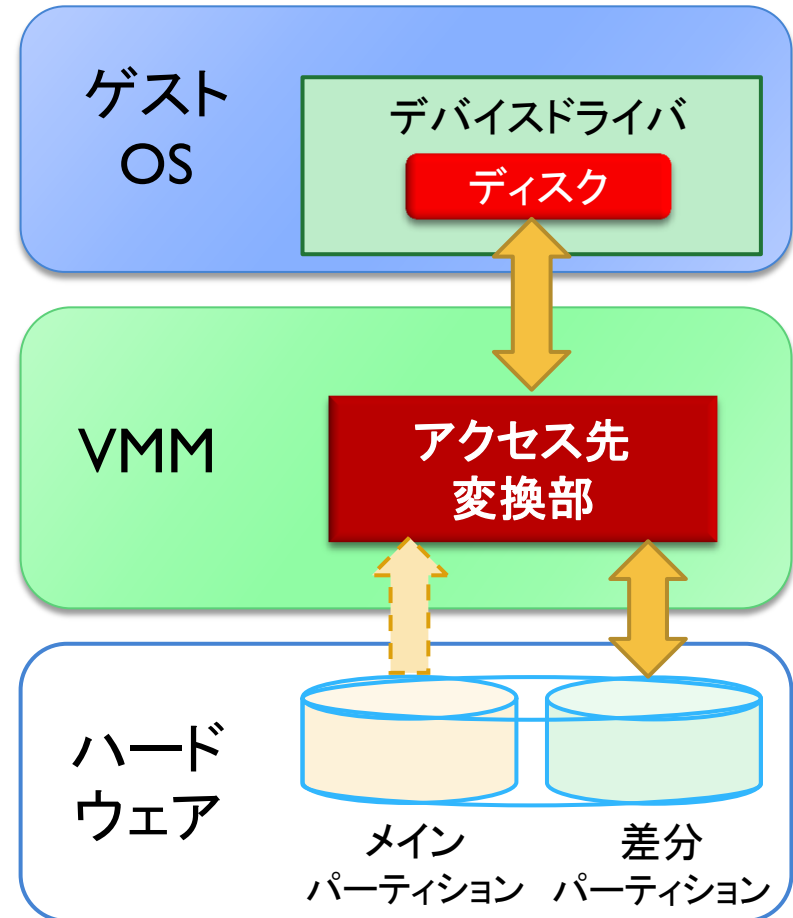 ゲスト
OS
デバイスドライバ
ディスク
VMM
アクセス先
変換部
ハード
ウェア
メイン
パーティション
差分
パーティション